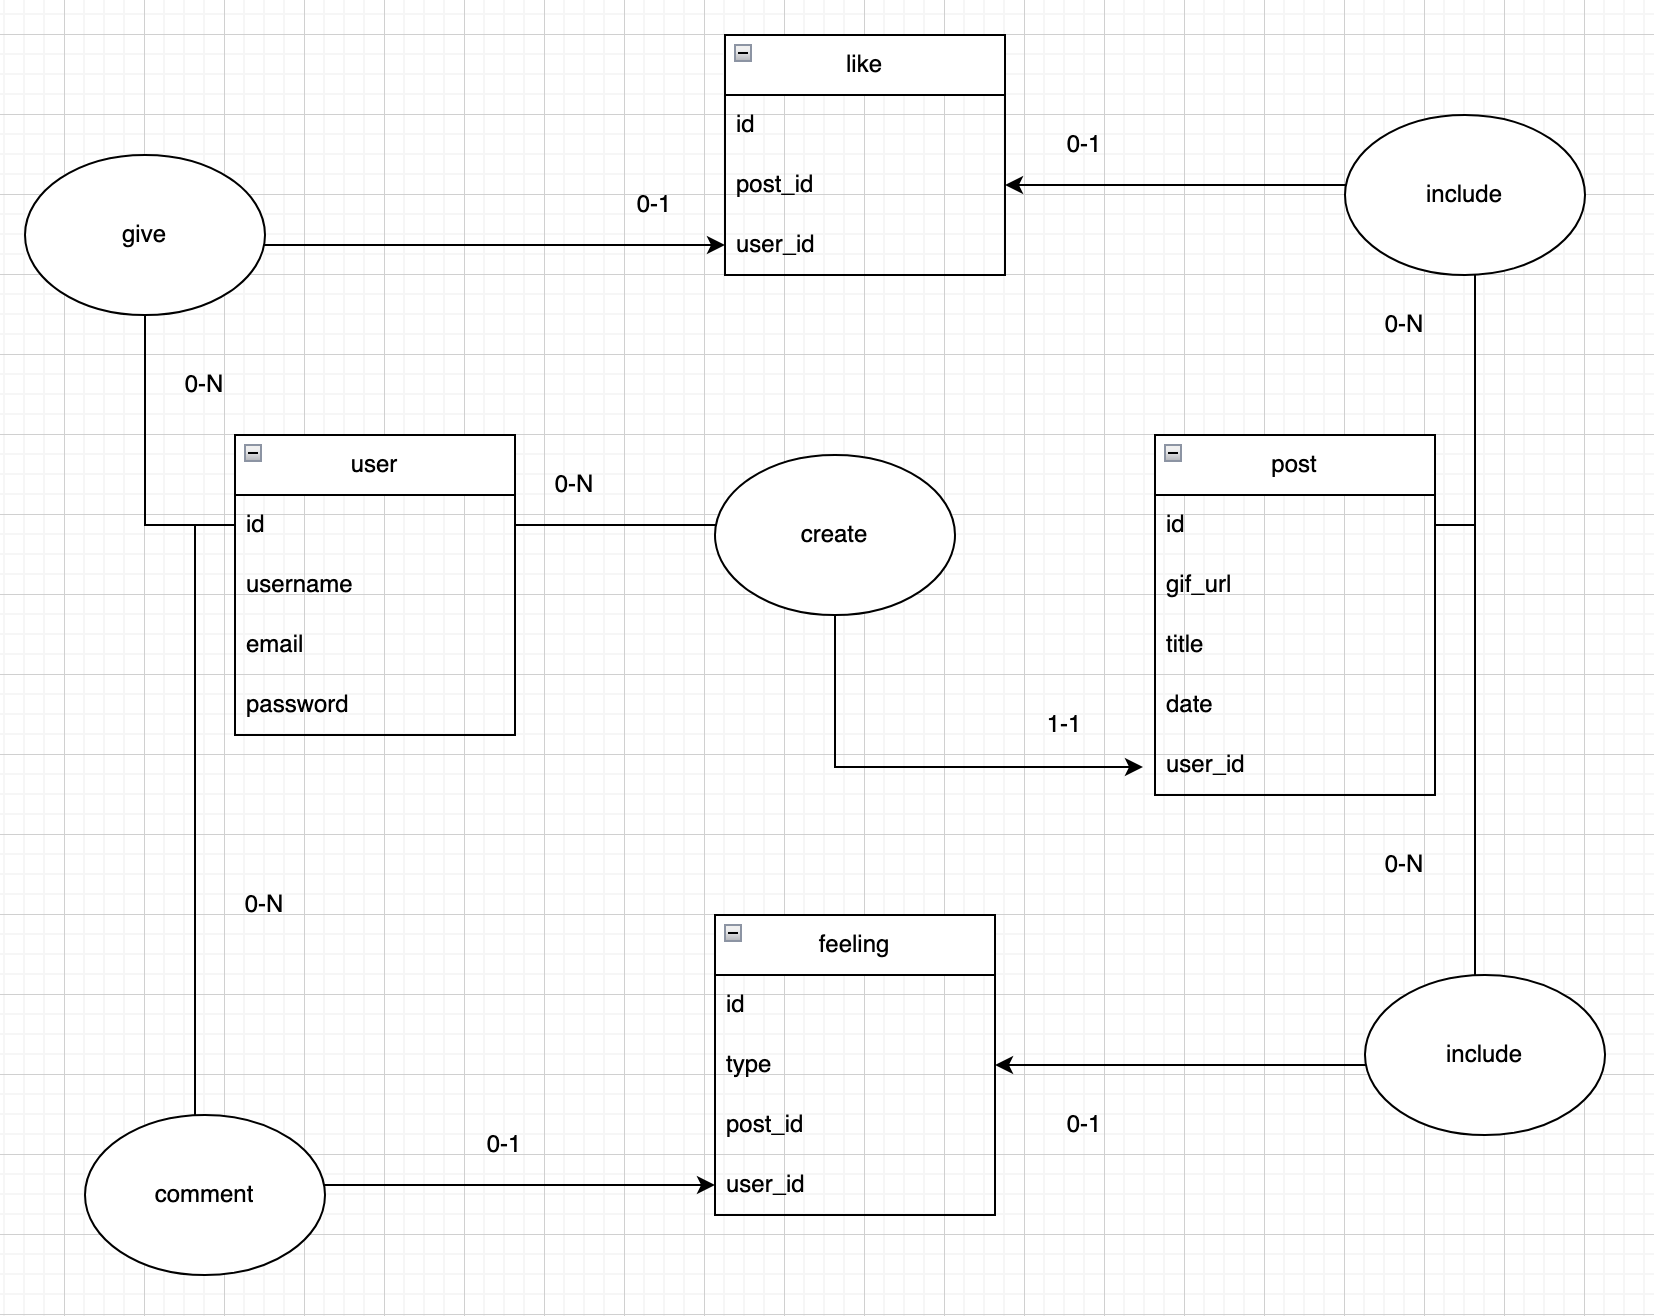 like
id
post_id
user_id
0-1
include
0-1
give
0-N
0-N
user
id
username
email
password
0-N
create
post
id
gif_url
title
date
user_id
1-1
0-N
0-N
feeling
id
type
post_id
user_id
include
0-1
0-1
comment